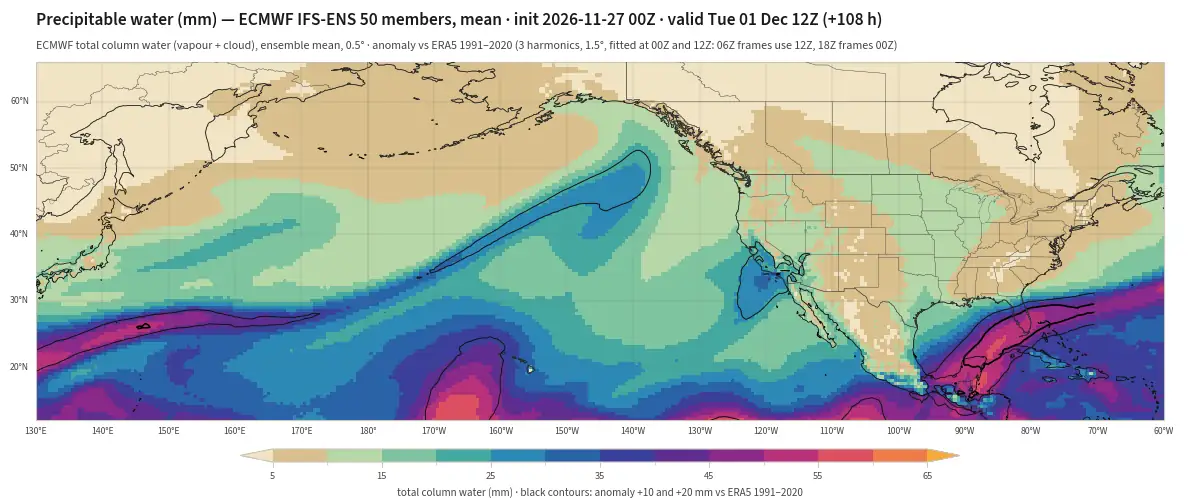 Precipitable water (mm) — ECMWF IFS-ENS 50 members, mean · init 2026-11-27 00Z · valid Tue 01 Dec 12Z (+108 h)
ECMWF total column water (vapour + cloud), ensemble mean, 0.5° · anomaly vs ERA5 1991–2020 (3 harmonics, 1.5°, fitted at 00Z and 12Z: 06Z frames use 12Z, 18Z frames 00Z)
60°N
50°N
40°N
30°N
20°N
130°E 140°E 150°E 160°E 170°E 180° 170°W 160°W 150°W 140°W 130°W 120°W 110°W 100°W 90°W 80°W 70°W 60°W
5 15 25 35 45 55 65
total column water (mm) · black contours: anomaly +10 and +20 mm vs ERA5 1991–2020